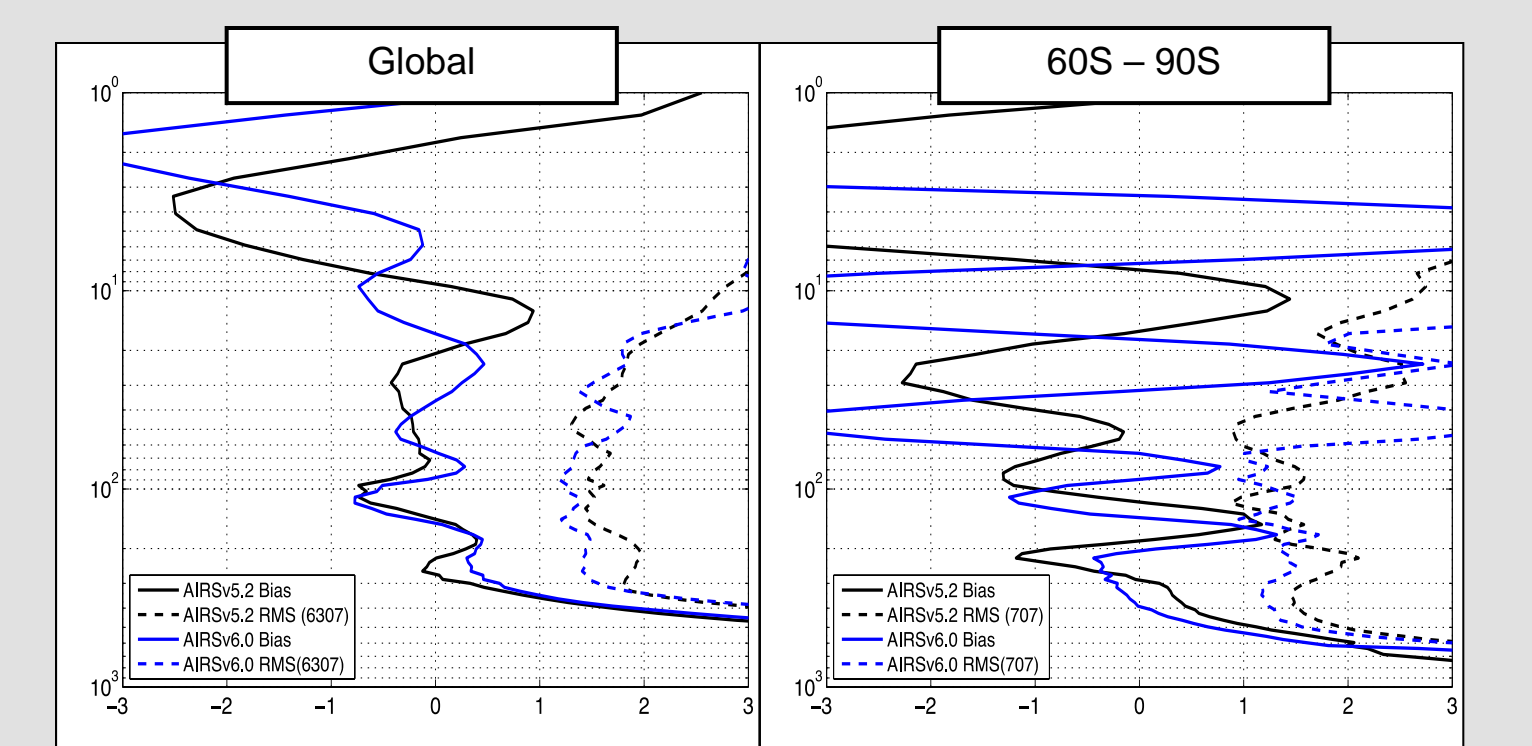 Global
10^0
10^1
10^2
10^3
AIRSv5.2 Bias
AIRSv5.2 RMS (6307)
AIRSv6.0 Bias
AIRSv6.0 RMS(6307)
−3 −2 −1 0 1 2 3
60S – 90S
10^0
10^1
10^2
10^3
AIRSv5.2 Bias
AIRSv5.2 RMS (707)
AIRSv6.0 Bias
AIRSv6.0 RMS(707)
−3 −2 −1 0 1 2 3